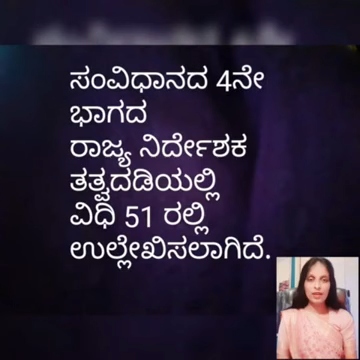 ಸಂವಿಧಾನದ 4ನೇ
ಭಾಗದ
ರಾಜ್ಯ ನಿರ್ದೇಶಕ
ತತ್ವದಡಿಯಲ್ಲಿ
ವಿಧಿ 51 ರಲ್ಲಿ
ಉಲ್ಲೇಖಿಸಲಾಗಿದೆ.